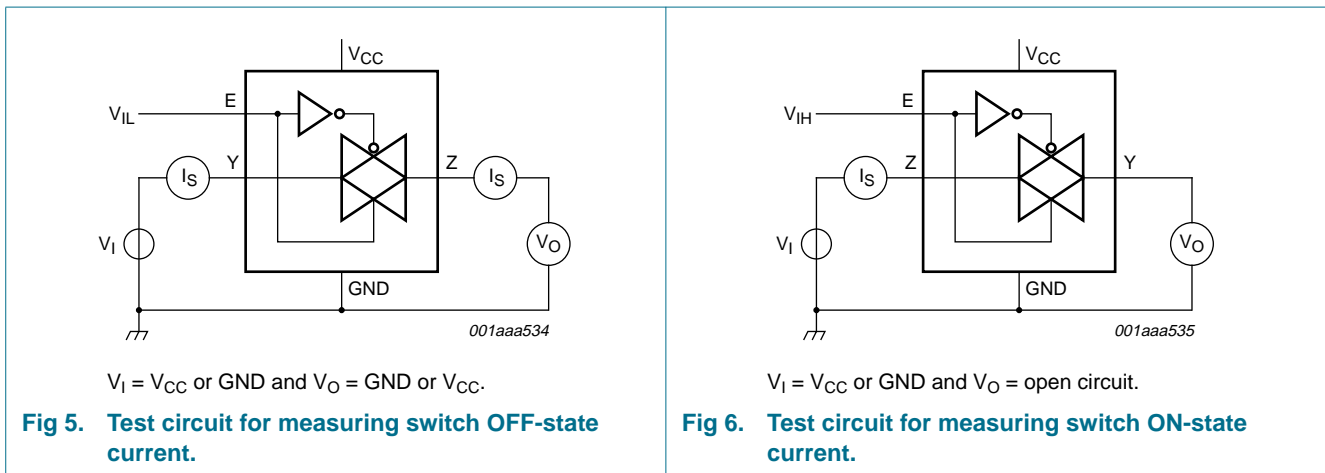 VCC
E
VIL
Y
IS
Z
IS
VI
VO
GND
001aaa534
VI = VCC or GND and VO = GND or VCC.
Fig 5. Test circuit for measuring switch OFF-state
current.
VCC
E
VIH
Z
IS
Y
VI
VO
GND
001aaa535
VI = VCC or GND and VO = open circuit.
Fig 6. Test circuit for measuring switch ON-state
current.